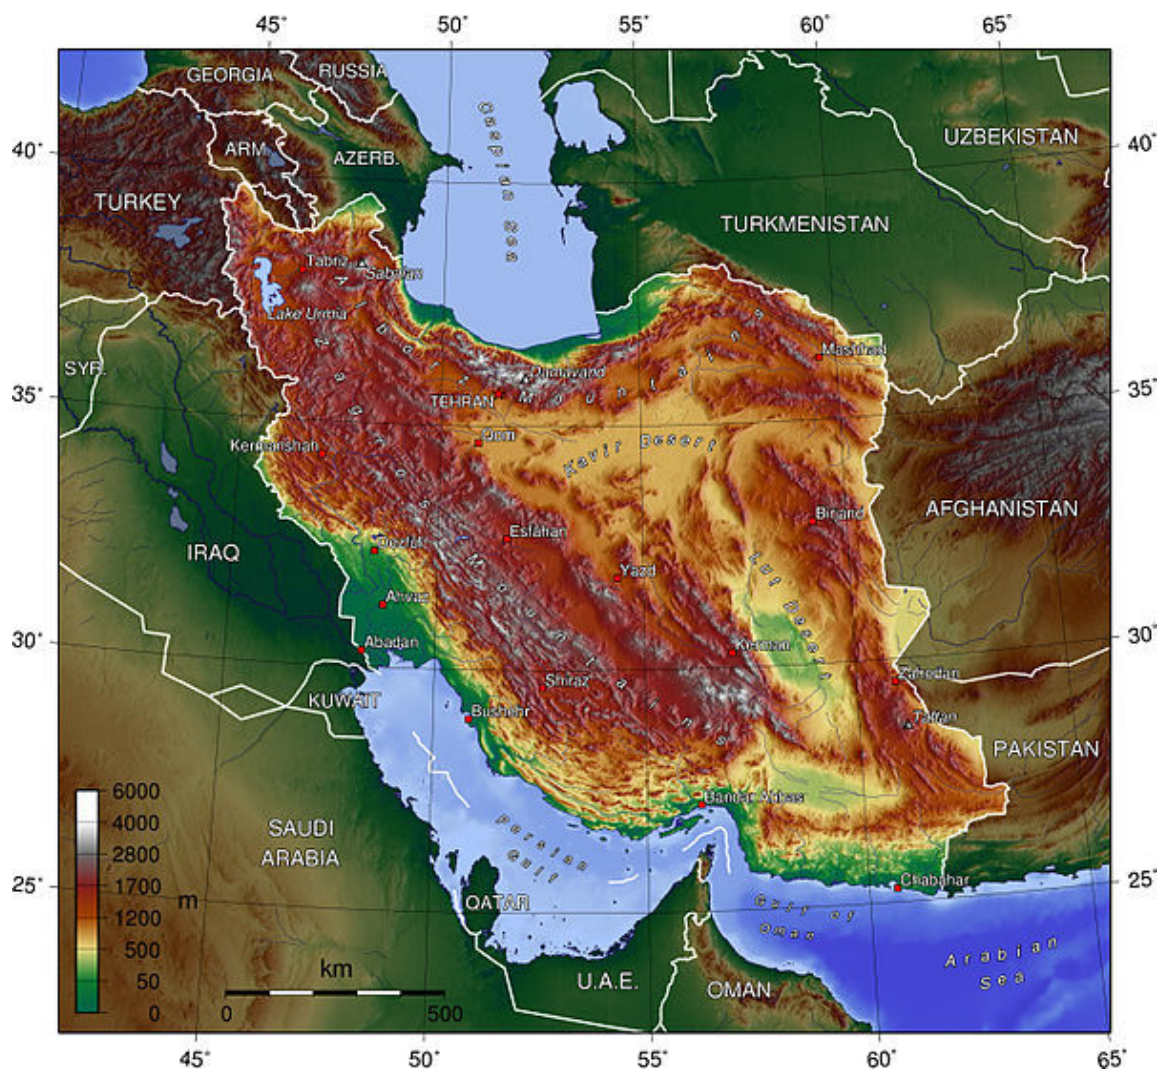 45° 50° 55° 60° 65°
GEORGIA
RUSSIA
Caspian Sea
UZBEKISTAN
40°
40°
ARM.
AZERB.
TURKEY
TURKMENISTAN
Tabriz
Sabalan
Lake Urmia
Mashhad
SYR.
Damavand
Alborz Mountains
35°
35°
TEHRAN
Qom
Kavir Desert
Kermanshah
AFGHANISTAN
Birjand
Esfahan
IRAQ
Dezful
Yazd
Zagros Mountains
Lut Desert
Ahvaz
30°
30°
Abadan
Kerman
Shiraz
Zahedan
KUWAIT
Bushehr
Taftan
PAKISTAN
6000
4000
2800
1700
1200
500
50
0
m
Bandar Abbas
SAUDI
ARABIA
Persian
Gulf
25°
25°
Chabahar
QATAR
Gulf of
Oman
Arabian
Sea
km
0 500
U.A.E.
OMAN
45° 50° 55° 60° 65°